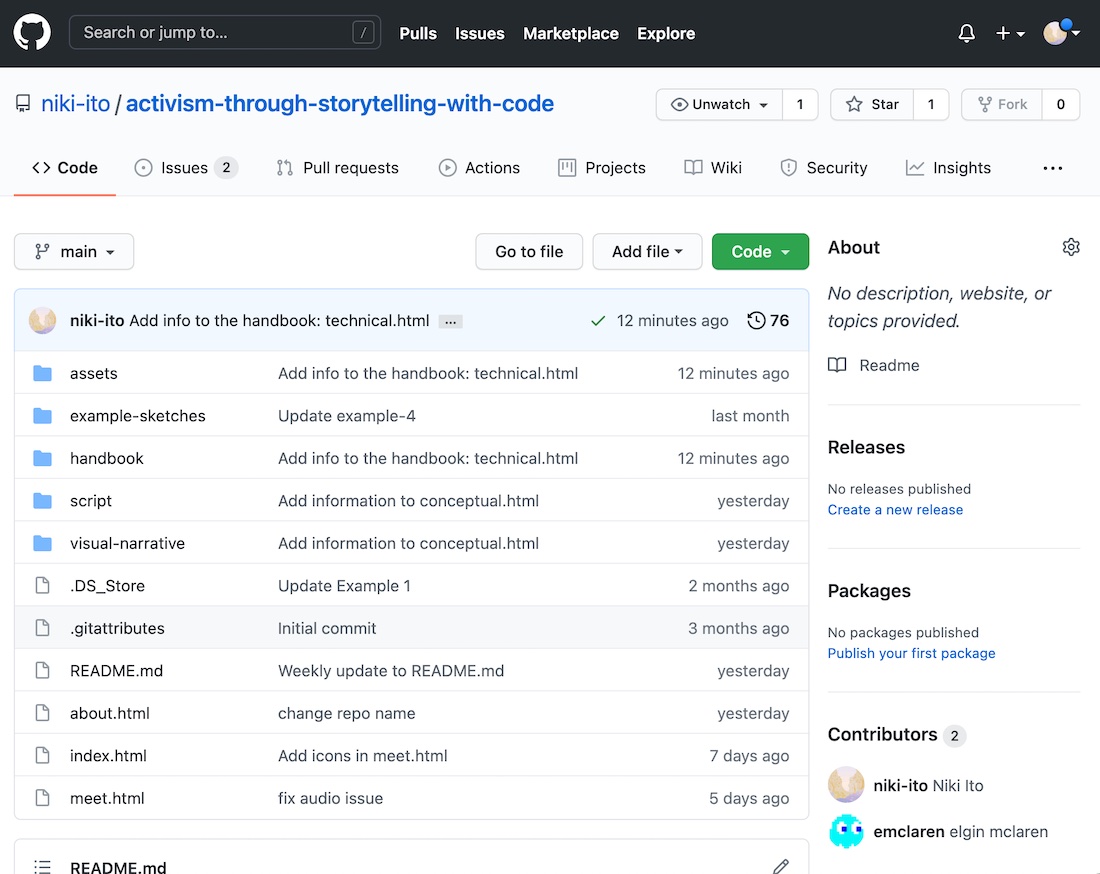 Search or jump to... /
Pulls Issues Marketplace Explore
niki-ito / activism-through-storytelling-with-code
Unwatch 1 Star 1 Fork 0
Code Issues 2 Pull requests Actions Projects Wiki Security Insights ...
main Go to file Add file Code
niki-ito Add info to the handbook: technical.html ... 12 minutes ago 76
assets Add info to the handbook: technical.html 12 minutes ago
example-sketches Update example-4 last month
handbook Add info to the handbook: technical.html 12 minutes ago
script Add information to conceptual.html yesterday
visual-narrative Add information to conceptual.html yesterday
.DS_Store Update Example 1 2 months ago
.gitattributes Initial commit 3 months ago
README.md Weekly update to README.md yesterday
about.html change repo name yesterday
index.html Add icons in meet.html 7 days ago
meet.html fix audio issue 5 days ago
README.md
About
No description, website, or
topics provided.
Readme
Releases
No releases published
Create a new release
Packages
No packages published
Publish your first package
Contributors 2
niki-ito Niki Ito
emclaren elgin mclaren